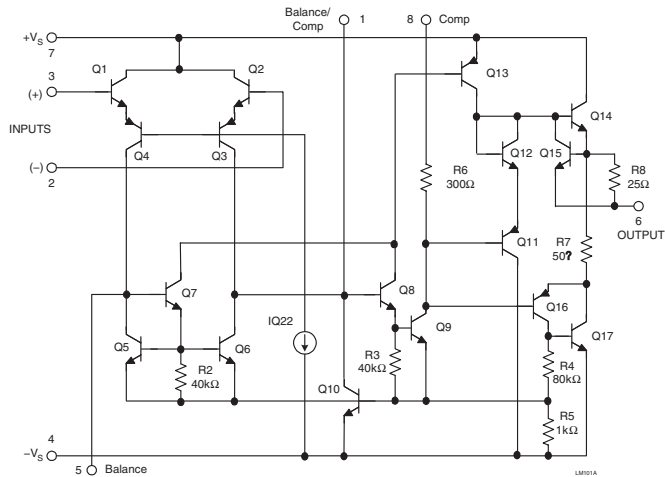 Balance/
Comp
1
8
Comp
+VS
7
3
(+)
Q1
Q2
Q13
Q14
INPUTS
Q4
Q3
Q12
Q15
R8
25Ω
(–)
2
R6
300Ω
6
OUTPUT
Q11
R7
50?
Q7
Q8
Q16
IQ22
Q9
Q17
Q5
Q6
R2
40kΩ
R3
40kΩ
R4
80kΩ
Q10
R5
1kΩ
4
–VS
5
Balance
LM101A